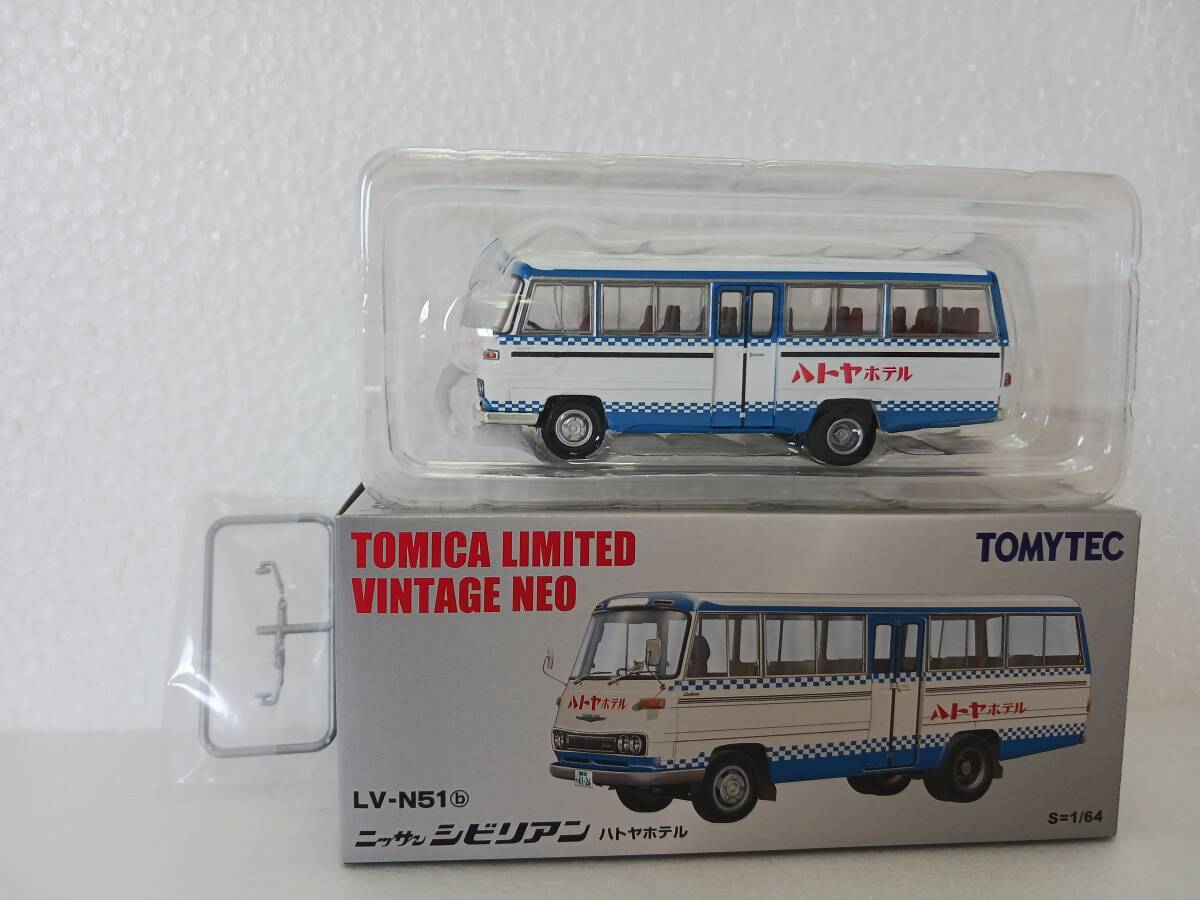 ハトヤホテル
TOMICA LIMITED
VINTAGE NEO
TOMYTEC
ハトヤホテル
ハトヤホテル
41-26
LV-N51ⓑ
ニッサン シビリアン ハトヤホテル
S=1/64